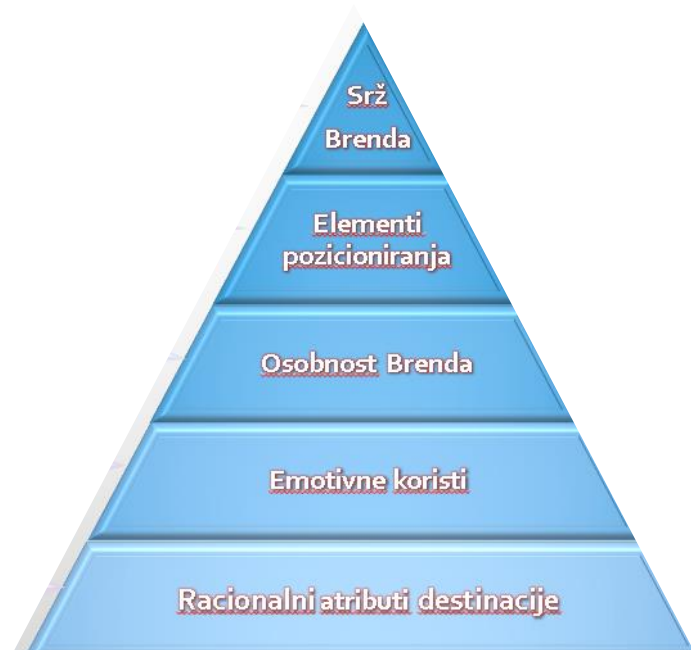 Srž
Brenda
Elementi
pozicioniranja
Osobnost Brenda
Emotivne koristi
Racionalni atributi destinacije